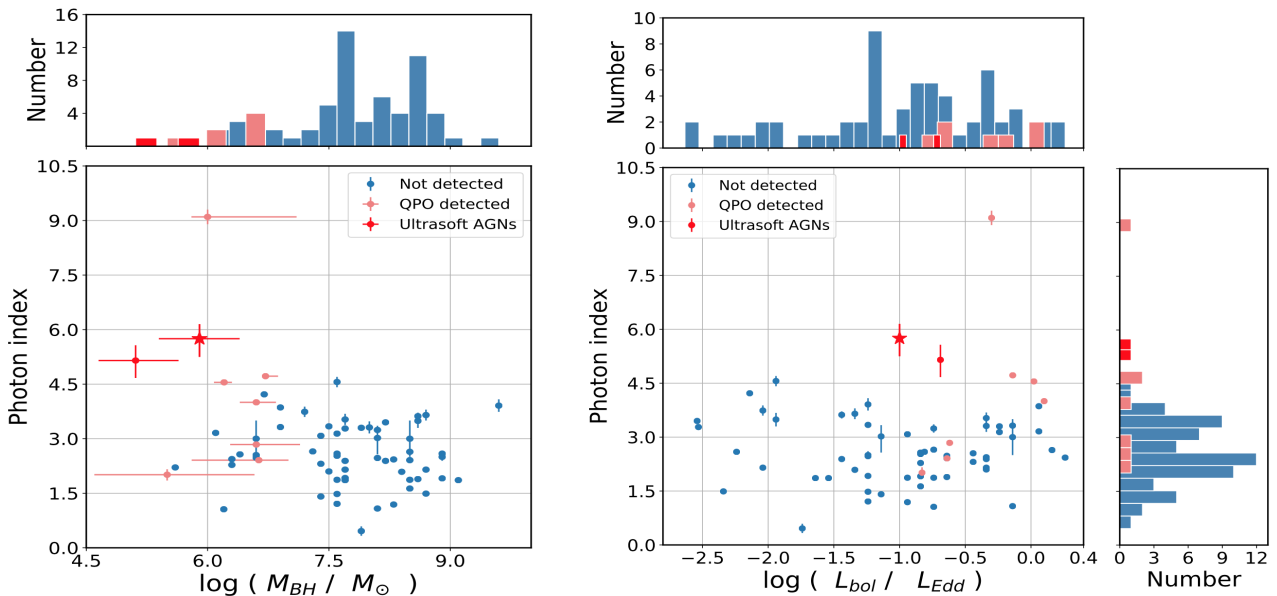 16
12
8
4
Number
10
8
6
4
2
0
Number
10.5
9.0
7.5
6.0
4.5
3.0
1.5
0.0
Photon index
Not detected
QPO detected
Ultrasoft AGNs
4.5 6.0 7.5 9.0
log ( M_BH / M_⊙ )
10.5
9.0
7.5
6.0
4.5
3.0
1.5
0.0
Photon index
Not detected
QPO detected
Ultrasoft AGNs
−2.5 −2.0 −1.5 −1.0 −0.5 0.0 0.4
log ( L_bol / L_Edd )
0 3 6 9 12
Number